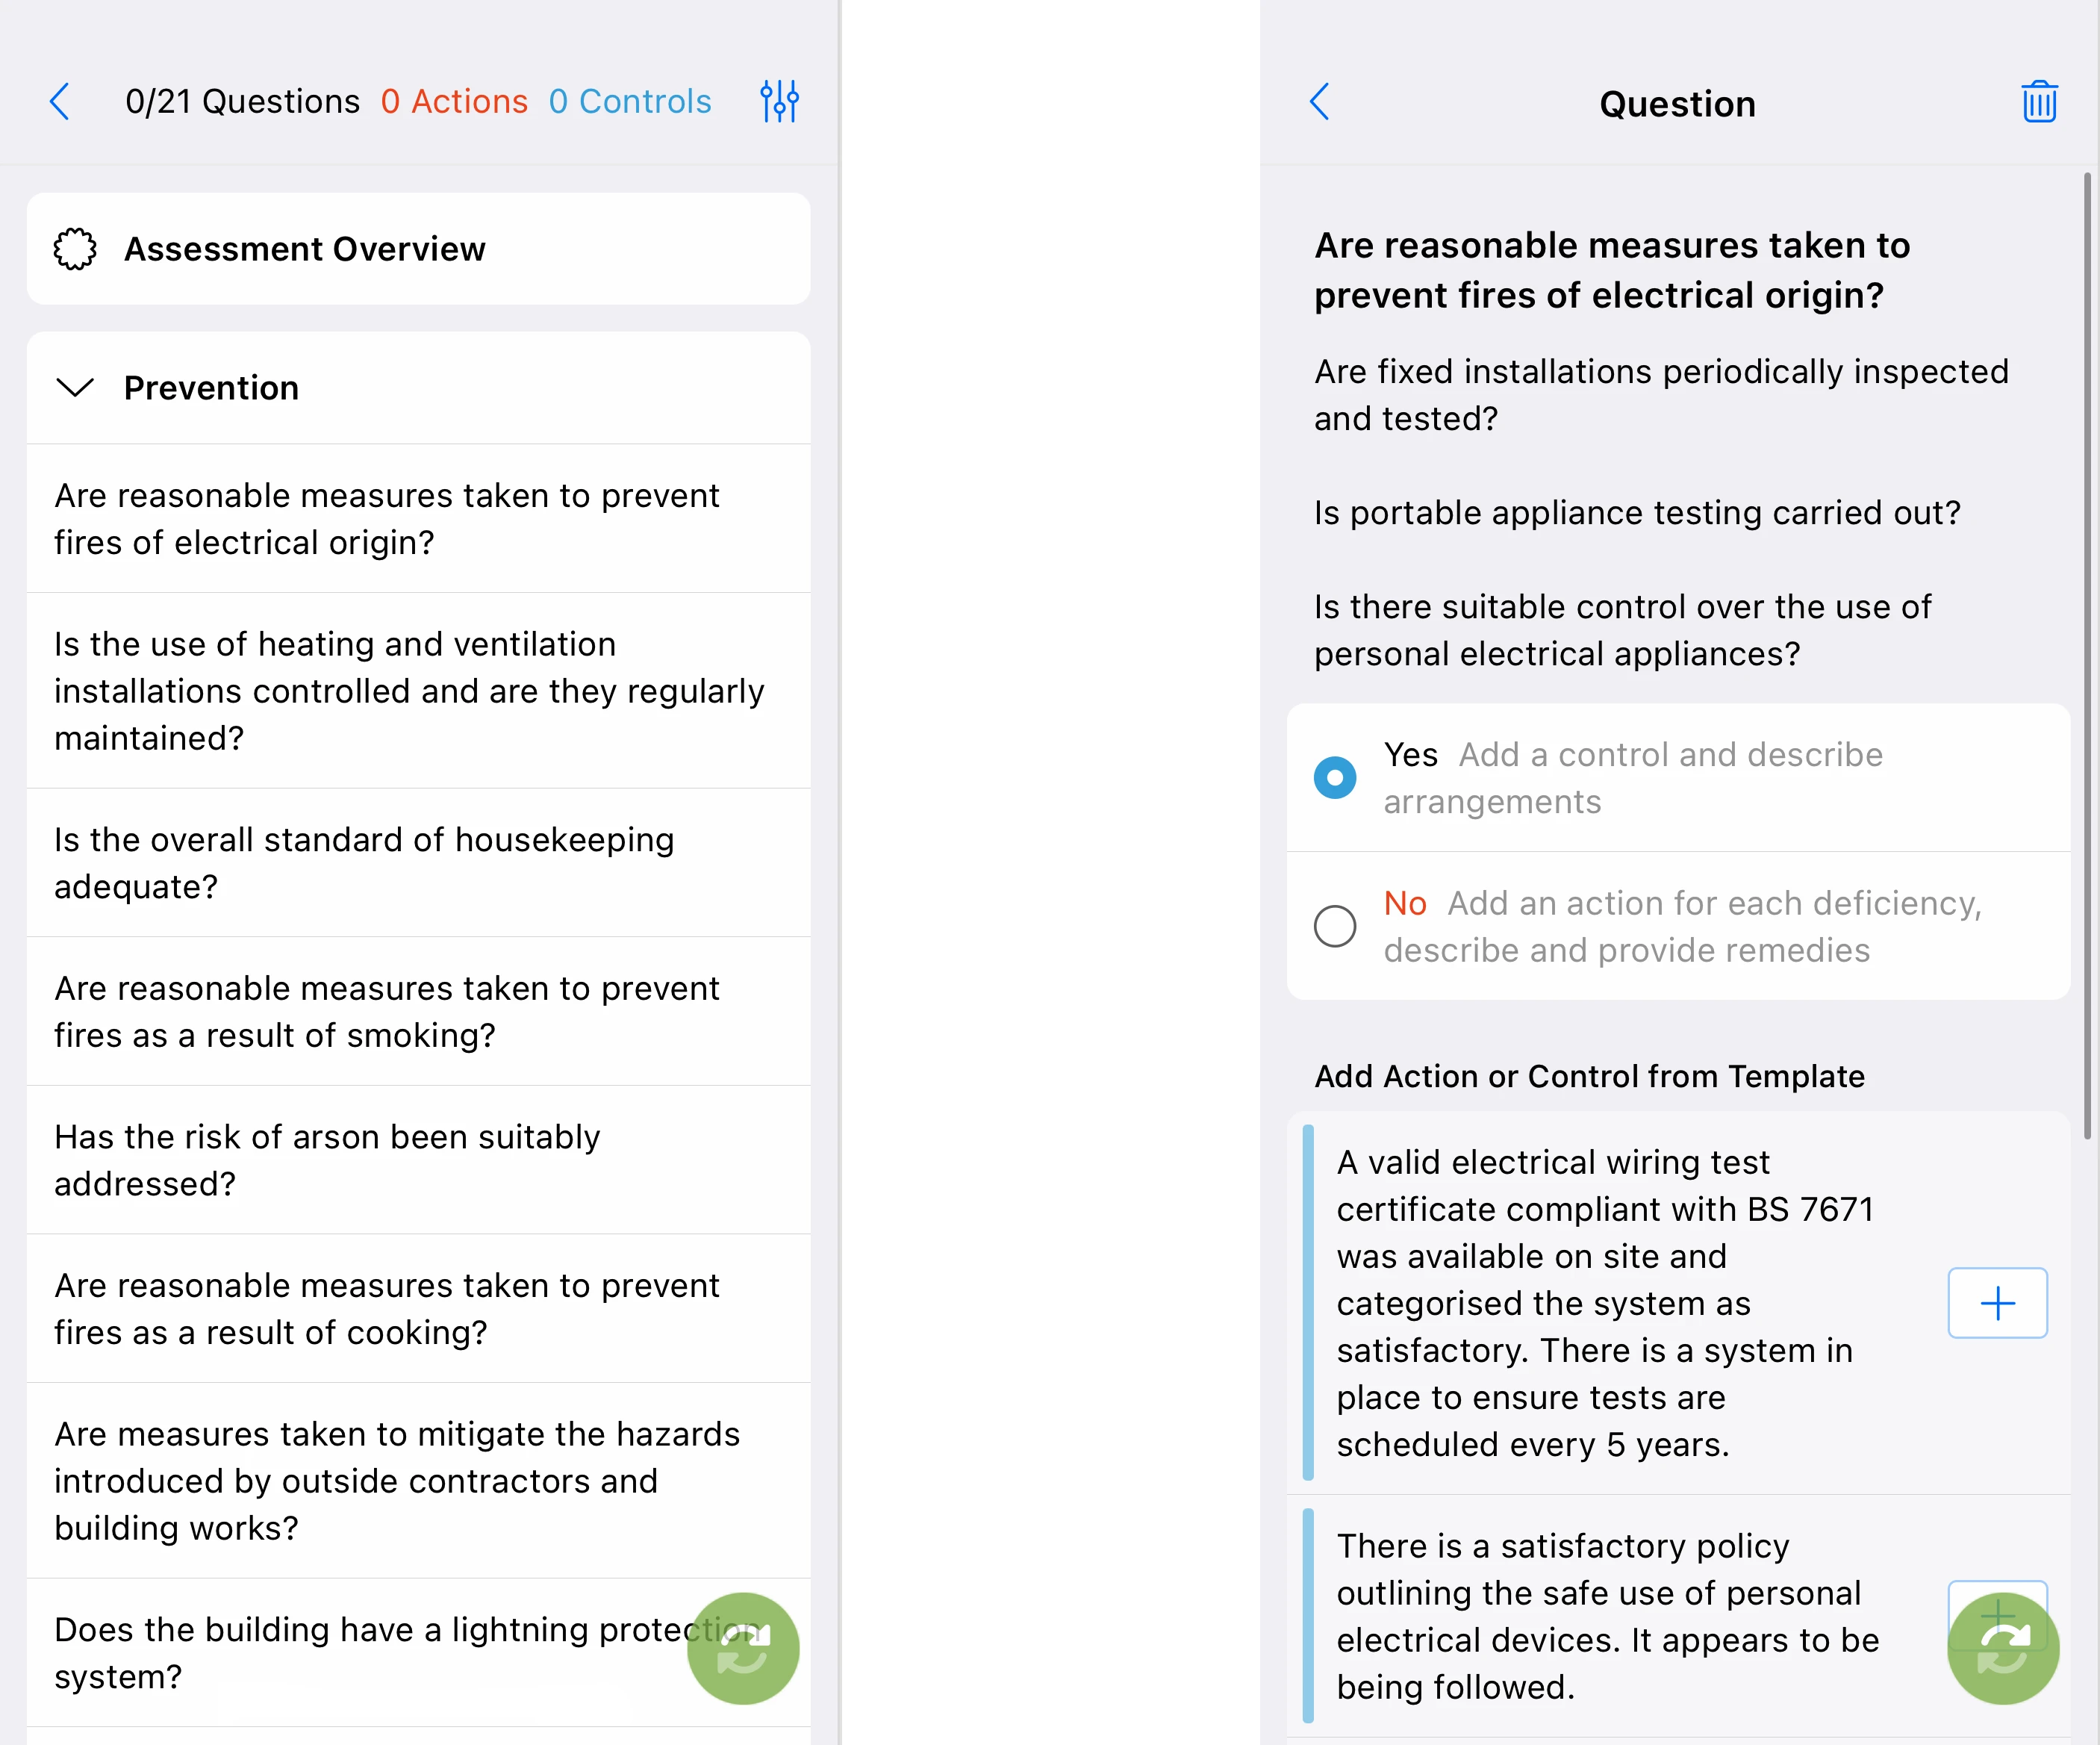 0/21 Questions 0 Actions 0 Controls
Assessment Overview
Prevention
Are reasonable measures taken to prevent
fires of electrical origin?
Is the use of heating and ventilation
installations controlled and are they regularly
maintained?
Is the overall standard of housekeeping
adequate?
Are reasonable measures taken to prevent
fires as a result of smoking?
Has the risk of arson been suitably
addressed?
Are reasonable measures taken to prevent
fires as a result of cooking?
Are measures taken to mitigate the hazards
introduced by outside contractors and
building works?
Does the building have a lightning protection
system?
Question
Are reasonable measures taken to
prevent fires of electrical origin?
Are fixed installations periodically inspected
and tested?
Is portable appliance testing carried out?
Is there suitable control over the use of
personal electrical appliances?
Yes Add a control and describe
arrangements
No Add an action for each deficiency,
describe and provide remedies
Add Action or Control from Template
A valid electrical wiring test
certificate compliant with BS 7671
was available on site and
categorised the system as
satisfactory. There is a system in
place to ensure tests are
scheduled every 5 years.
There is a satisfactory policy
outlining the safe use of personal
electrical devices. It appears to be
being followed.